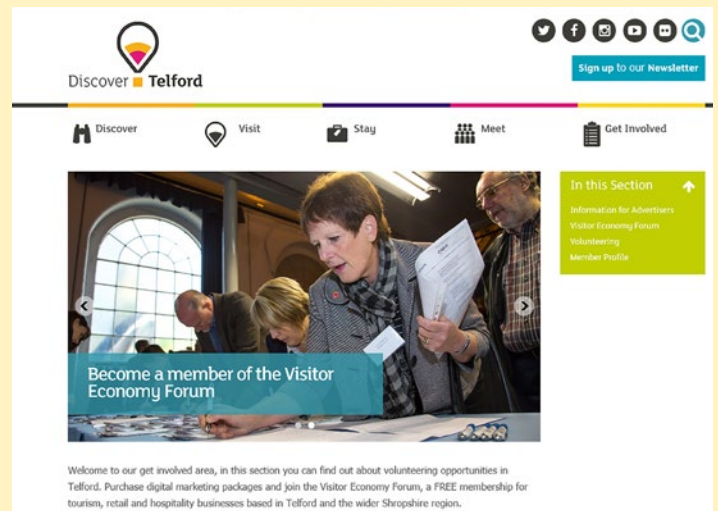 Discover Telford
Sign up to our Newsletter
Discover
Visit
Stay
Meet
Get Involved
In this Section
Information for Advertisers
Visitor Economy Forum
Volunteering
Member Profile
Become a member of the Visitor
Economy Forum
Welcome to our get involved area, in this section you can find out about volunteering opportunities in
Telford. Purchase digital marketing packages and join the Visitor Economy Forum, a FREE membership for
tourism, retail and hospitality businesses based in Telford and the wider Shropshire region.